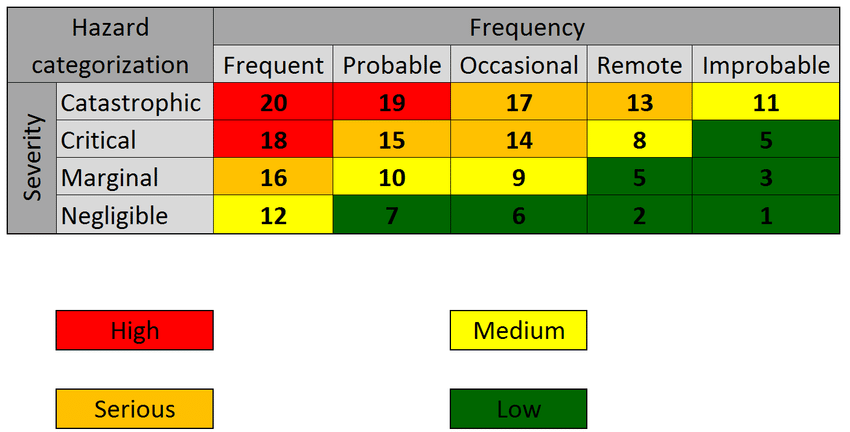 Hazard
categorization
Frequency
Frequent Probable Occasional Remote Improbable
Severity
Catastrophic 20 19 17 13 11
Critical 18 15 14 8 5
Marginal 16 10 9 5 3
Negligible 12 7 6 2 1
High Medium
Serious Low